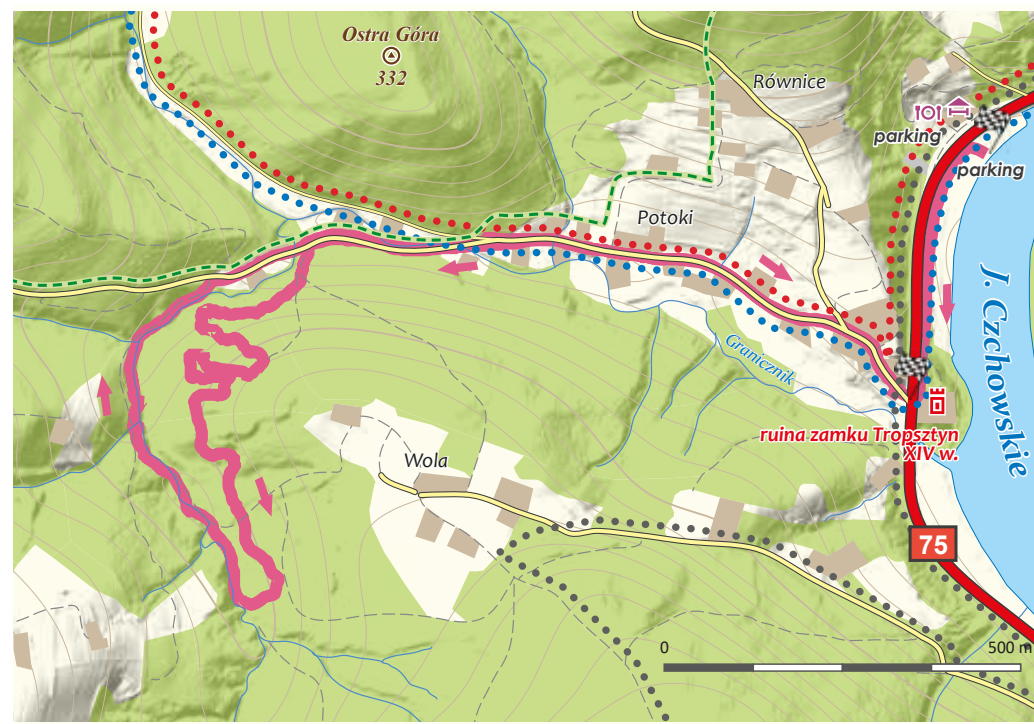 Ostra Góra
332
Równice
parking
parking
Potoki
J. Czchowskie
Granicznik
ruina zamku Tropsztyn
XIV w.
Wola
75
0
500 m